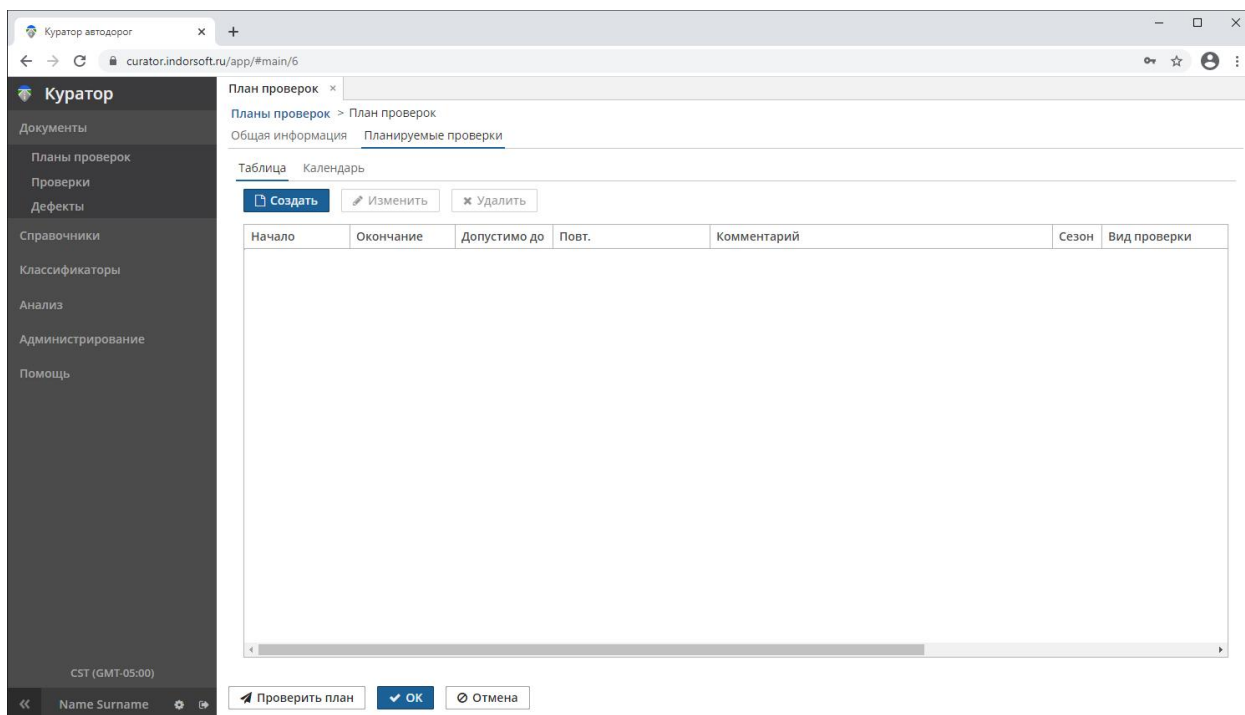 Куратор автодорог
curator.indorsoft.ru/app/#main/6
Куратор
План проверок
Планы проверок > План проверок
Документы
Общая информация Планируемые проверки
Планы проверок
Таблица Календарь
Проверки
Дефекты
Создать Изменить Удалить
Справочники
Начало Окончание Допустимо до Повт. Комментарий Сезон Вид проверки
Классификаторы
Анализ
Администрирование
Помощь
CST (GMT-05:00)
Name Surname
Проверить план ОК Отмена